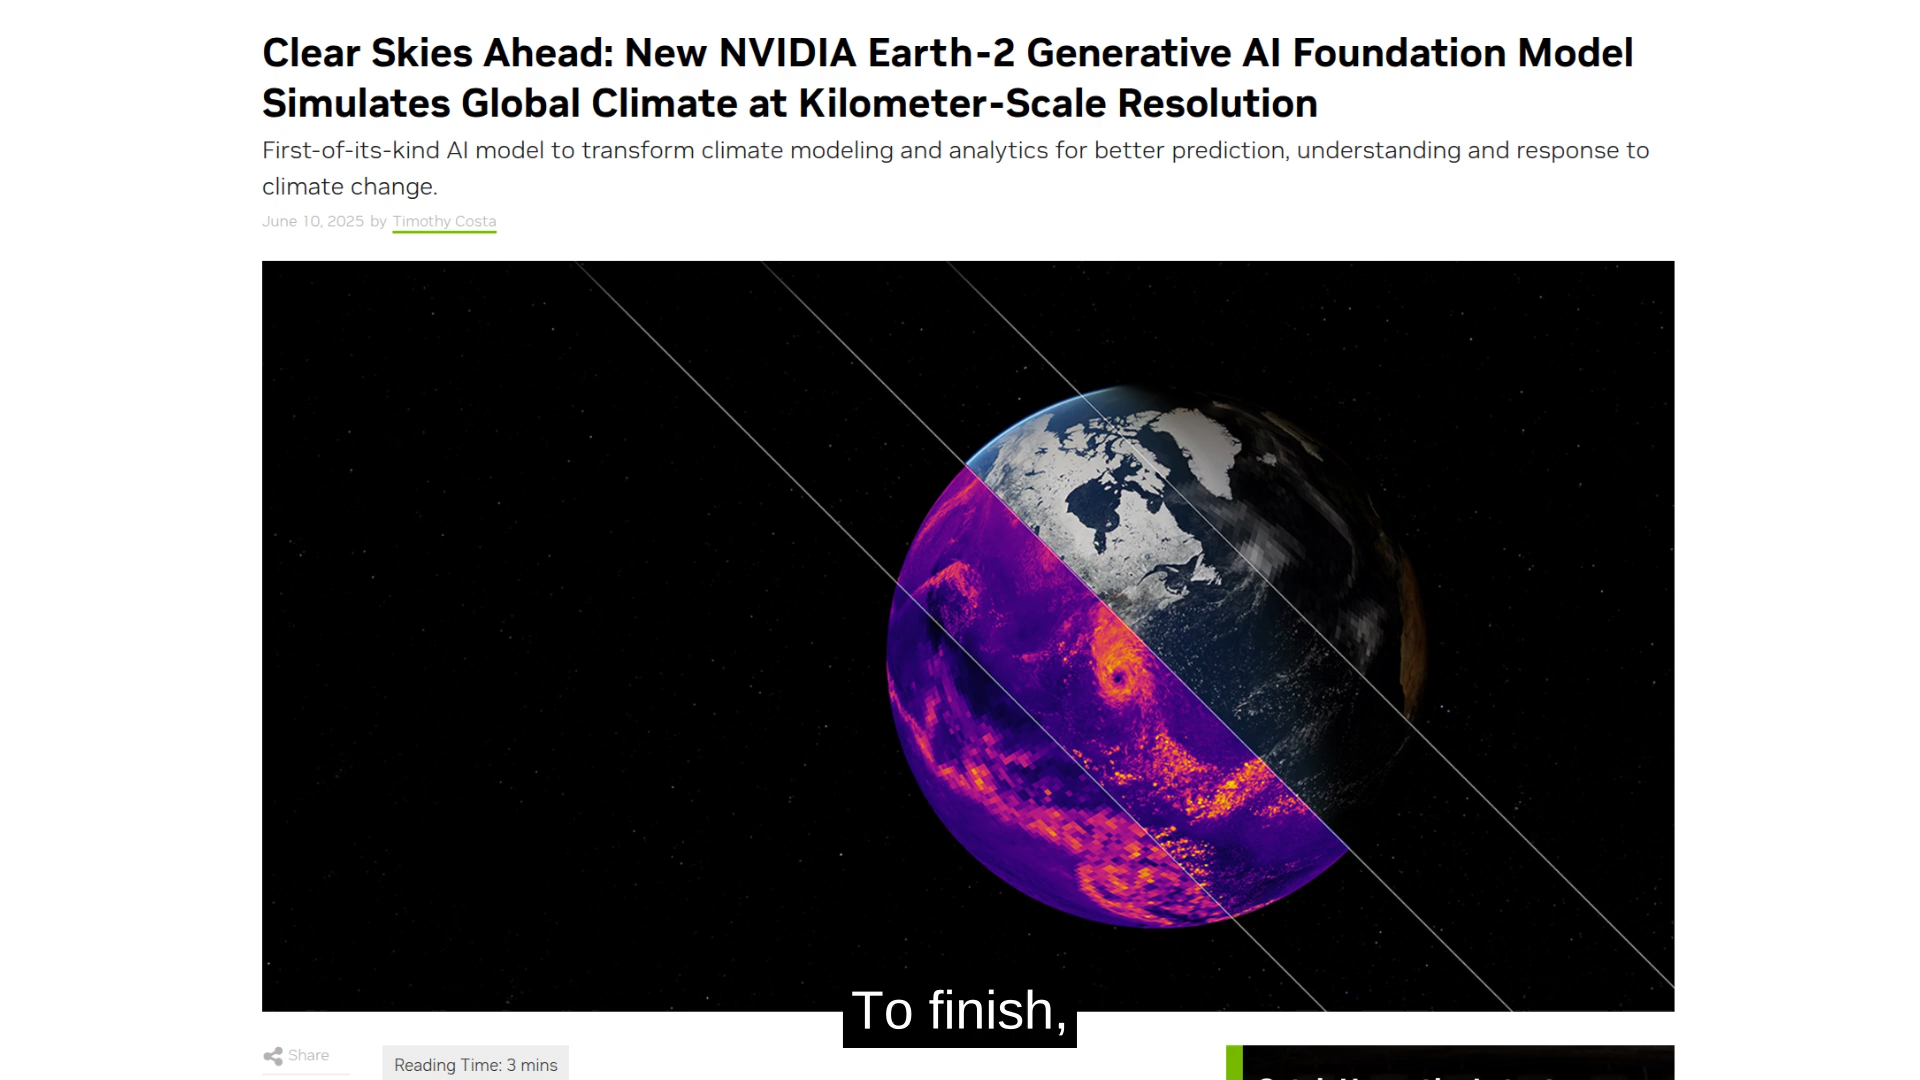 Clear Skies Ahead: New NVIDIA Earth-2 Generative AI Foundation Model
Simulates Global Climate at Kilometer-Scale Resolution
First-of-its-kind AI model to transform climate modeling and analytics for better prediction, understanding and response to
climate change.
June 10, 2025 by Timothy Costa
To finish,
Share
Reading Time: 3 mins